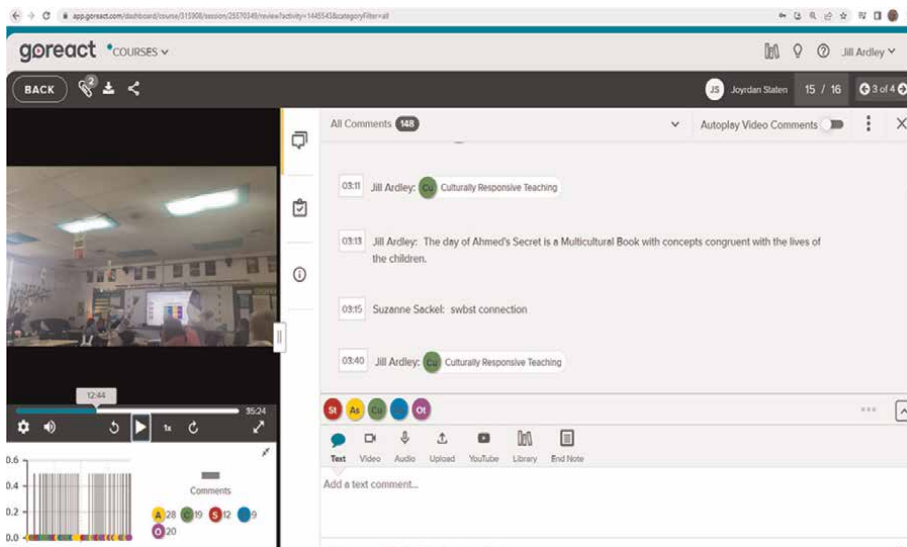 app.goreact.com/dashboard/course/315908/session/25570349/review?activity=1445543&categoryFilter=all
goreact COURSES
Jill Ardley
BACK 2
JS Joyrdan Staten 15 / 16 3 of 4
All Comments 148 Autoplay Video Comments
03:11 Jill Ardley: Cu Culturally Responsive Teaching
03:13 Jill Ardley: The day of Ahmed's Secret is a Multicultural Book with concepts congruent with the lives of
the children.
03:15 Suzanne Sackel: swbst connection
03:40 Jill Ardley: Cu Culturally Responsive Teaching
12:44
35:24
1x
St As Cu Ot
Text Video Audio Upload YouTube Library End Note
Add a text comment...
0.6
0.4
0.2
0.0
Comments
A 28 C 19 S 12 9
O 20